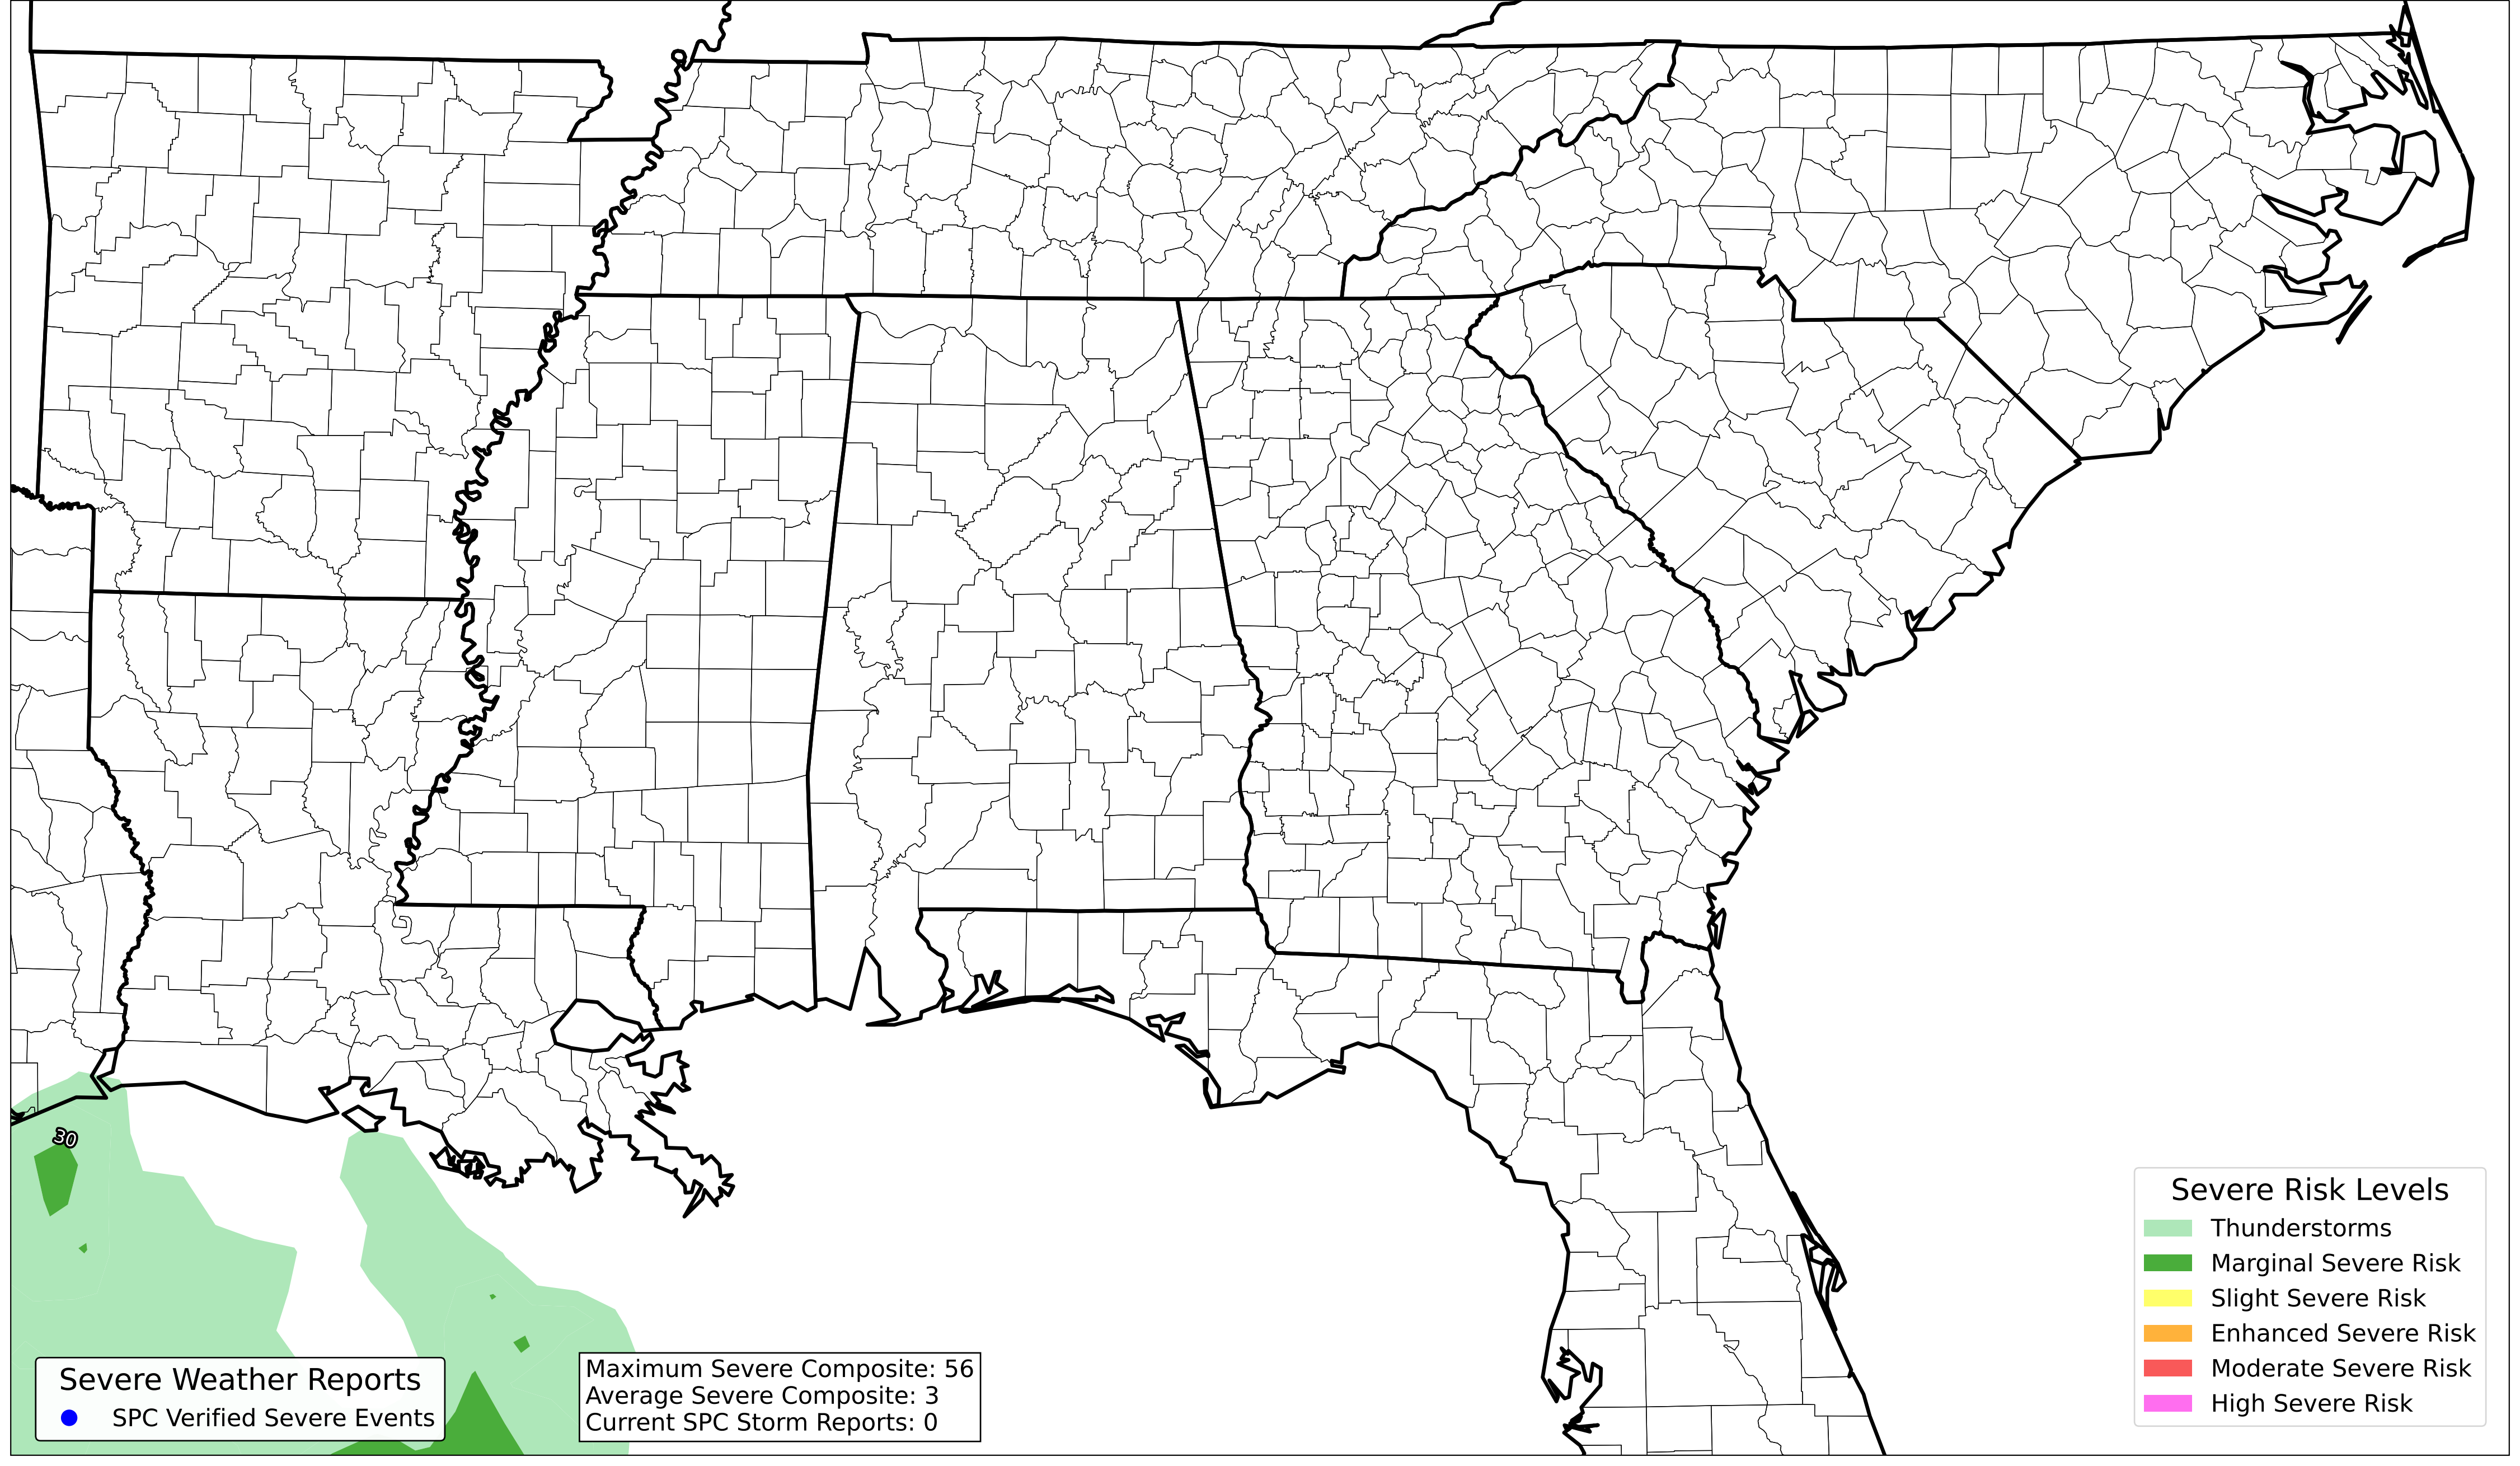 30
Severe Risk Levels
Thunderstorms
Marginal Severe Risk
Slight Severe Risk
Enhanced Severe Risk
Moderate Severe Risk
High Severe Risk
Severe Weather Reports
SPC Verified Severe Events
Maximum Severe Composite: 56
Average Severe Composite: 3
Current SPC Storm Reports: 0